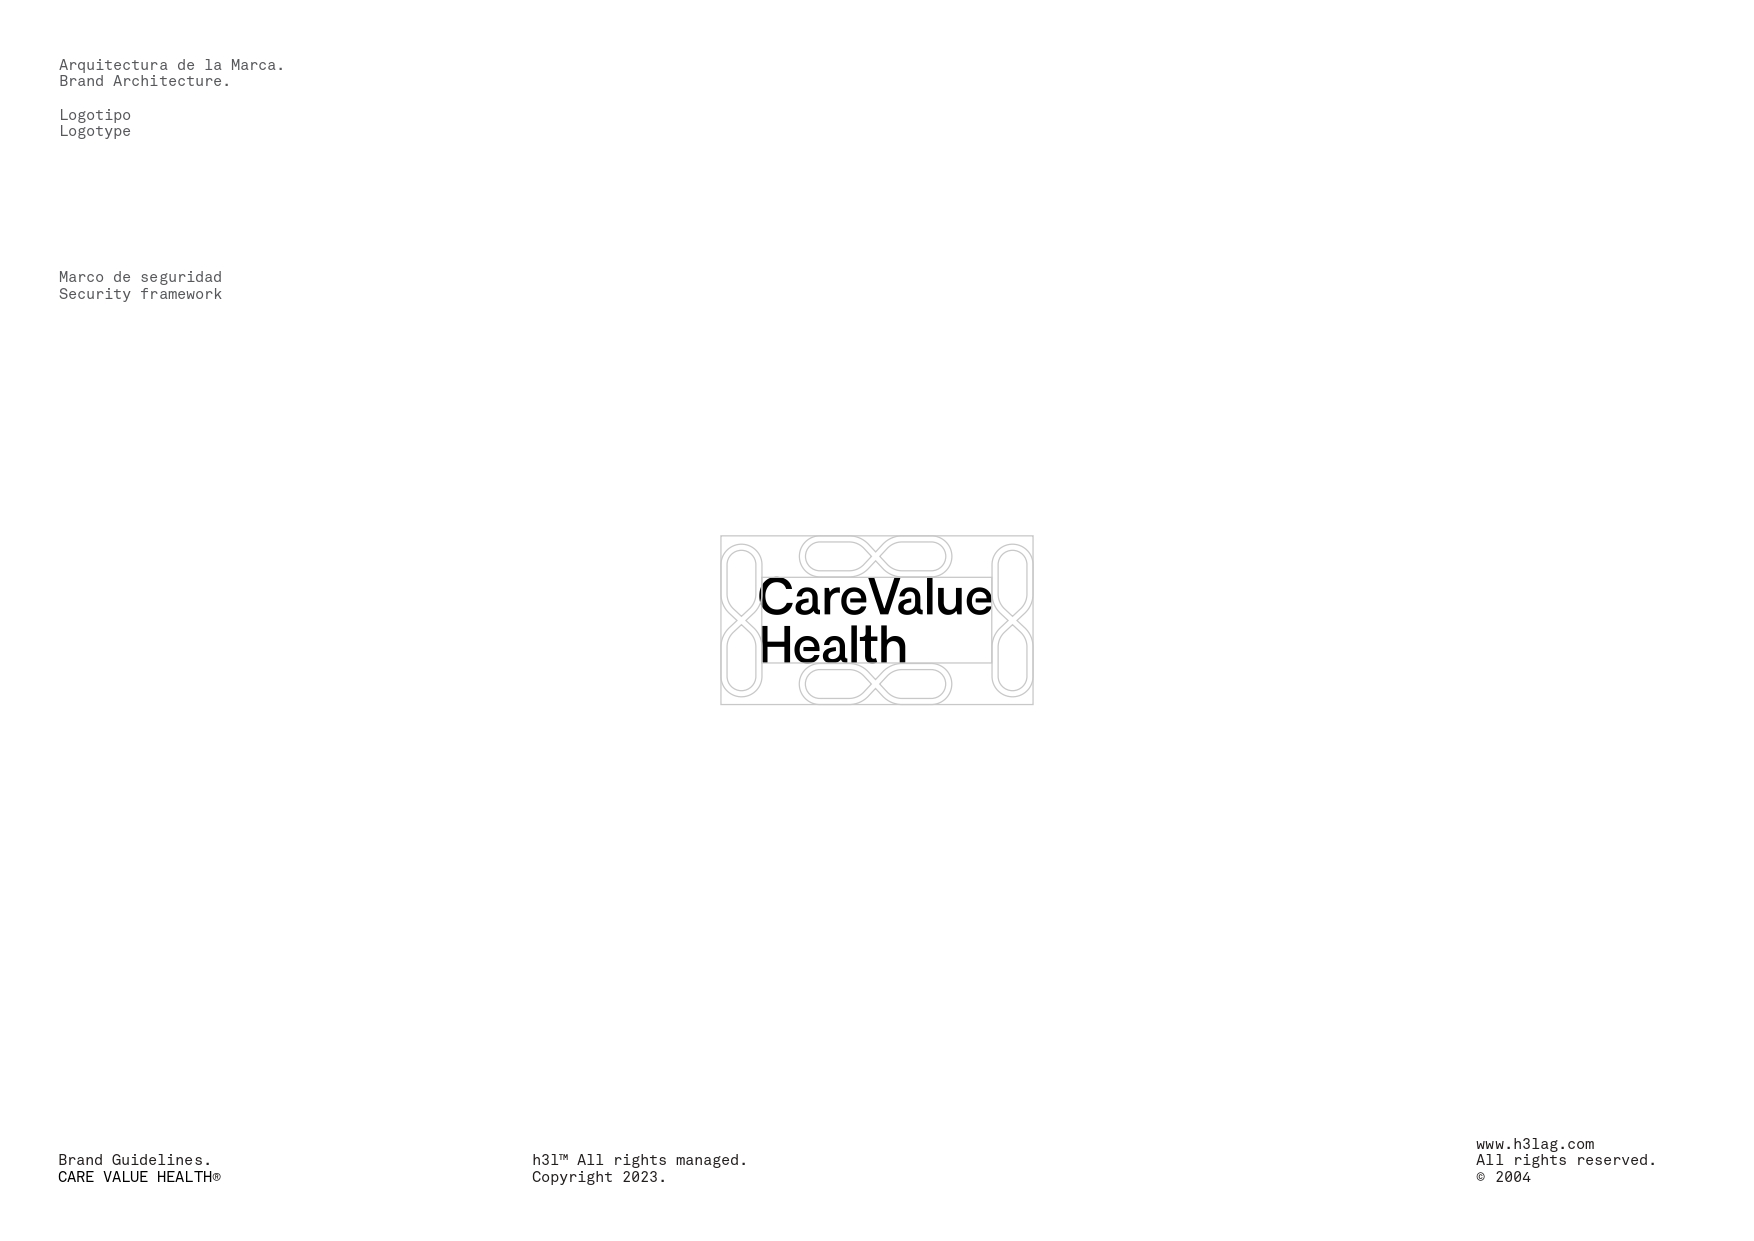 Arquitectura de la Marca.
Brand Architecture.
Logotipo
Logotype
Marco de seguridad
Security framework
CareValue
Health
Brand Guidelines.
CARE VALUE HEALTH®
h3l™ All rights managed.
Copyright 2023.
www.h3lag.com
All rights reserved.
© 2004